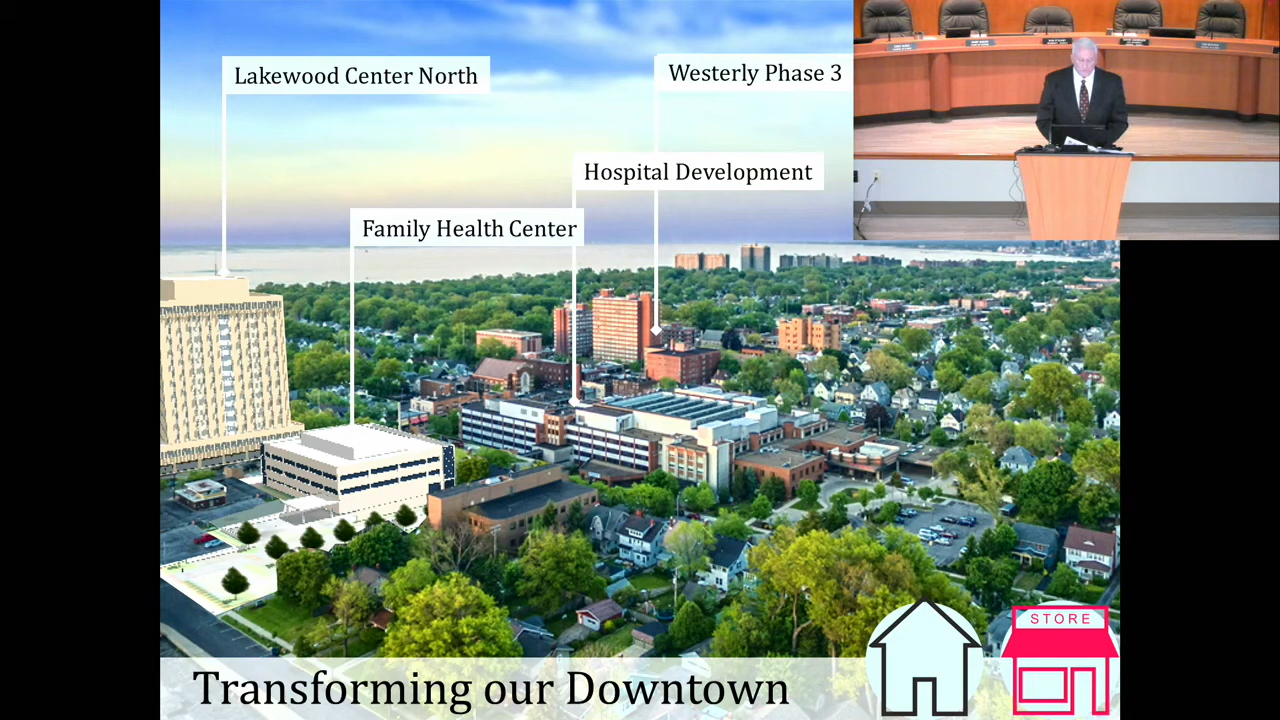 Lakewood Center North
Westerly Phase 3
Hospital Development
Family Health Center
STORE
Transforming our Downtown